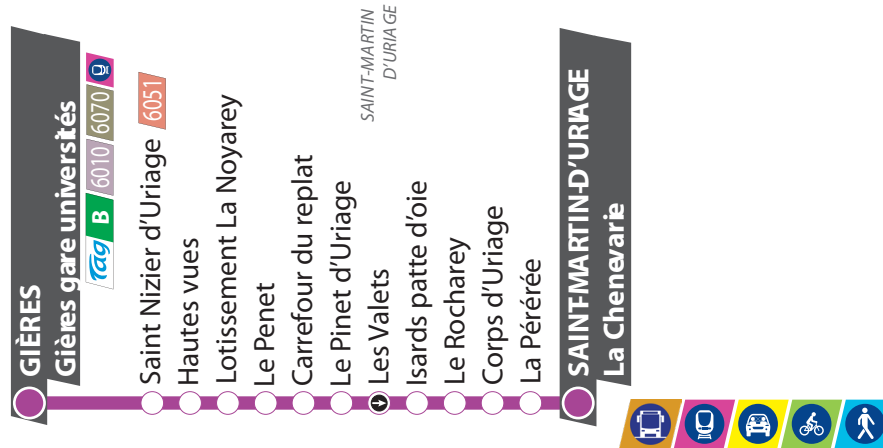 GIÈRES
Gières gare universités
Tag B 6010 6070
Saint Nizier d'Uriage 6051
Hautes vues
Lotissement La Noyarey
Le Penet
Carrefour du replat
Le Pinet d'Uriage
Les Valets
SAINT-MARTIN
D'URIAGE
Isards patte d'oie
Le Rocharey
Corps d'Uriage
La Pérérée
SAINT-MARTIN-D'URIAGE
La Chenevarie